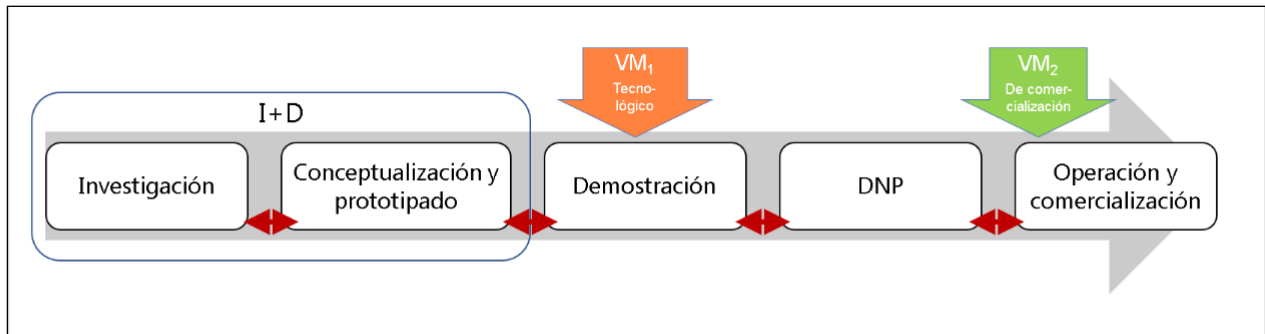 VM₁
Tecno-
lógico
VM₂
De comer-
cialización
I+D
Investigación
Conceptualización y
prototipado
Demostración
DNP
Operación y
comercialización